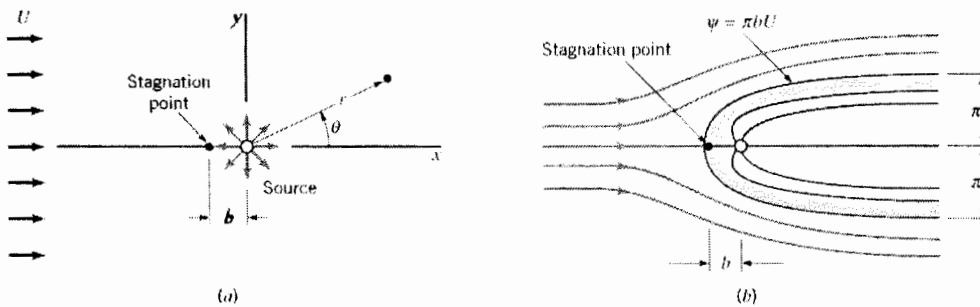 U
y
Stagnation
point
r
θ
x
Source
b
(a)
ψ = πbU
Stagnation point
π
π
b
(b)